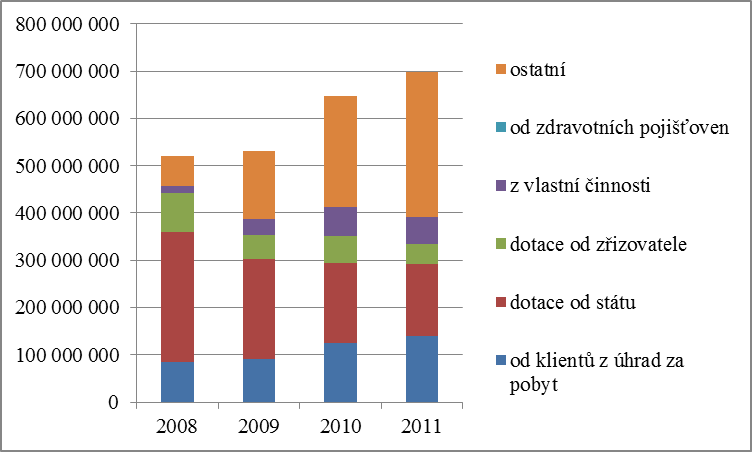 800 000 000
700 000 000
600 000 000
500 000 000
400 000 000
300 000 000
200 000 000
100 000 000
0
2008 2009 2010 2011
ostatní
od zdravotních pojišťoven
z vlastní činnosti
dotace od zřizovatele
dotace od státu
od klientů z úhrad za
pobyt